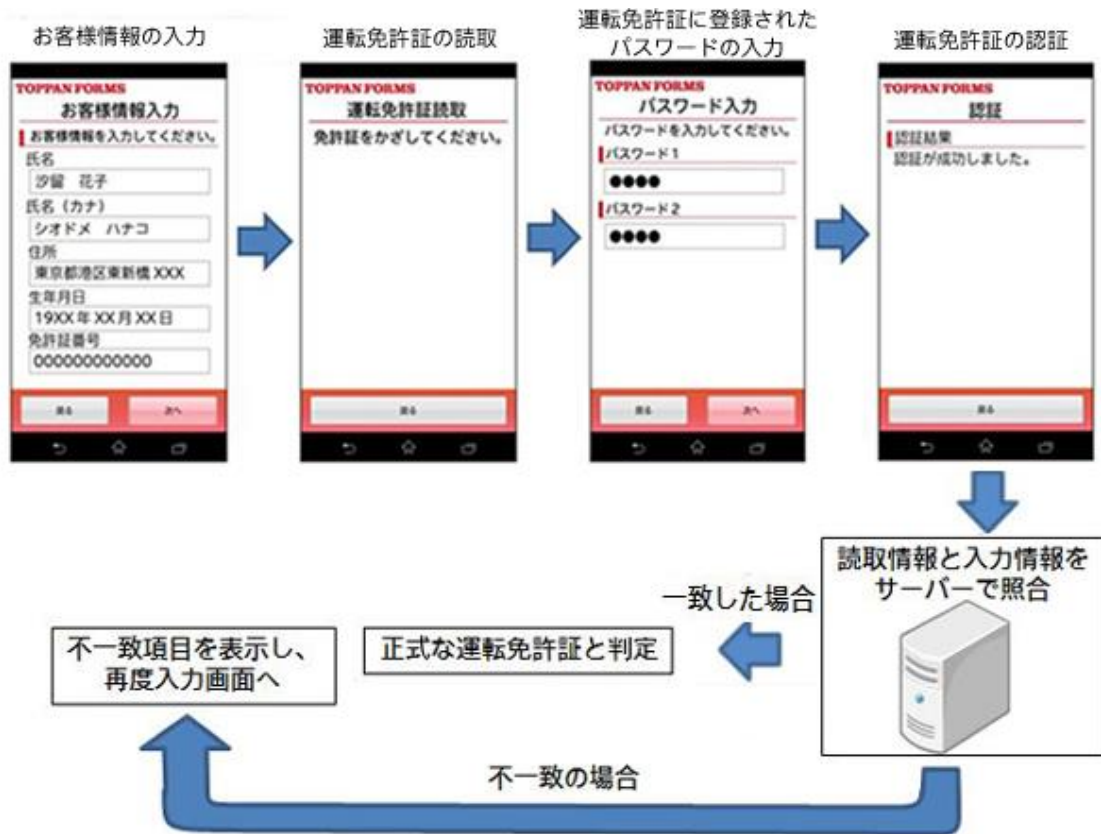 お客様情報の入力
運転免許証の読取
運転免許証に登録された
パスワードの入力
運転免許証の認証
TOPPAN FORMS
お客様情報入力
お客様情報を入力してください。
氏名
汐留 花子
氏名（カナ）
シオドメ ハナコ
住所
東京都港区東新橋 XXX
生年月日
19XX 年 XX 月 XX 日
免許証番号
000000000000
戻る
次へ
TOPPAN FORMS
運転免許証読取
免許証をかざしてください。
戻る
TOPPAN FORMS
パスワード入力
パスワードを入力してください。
パスワード1
●●●●
パスワード2
●●●●
戻る
次へ
TOPPAN FORMS
認証
認証結果
認証が成功しました。
戻る
読取情報と入力情報を
サーバーで照合
一致した場合
正式な運転免許証と判定
不一致項目を表示し、
再度入力画面へ
不一致の場合